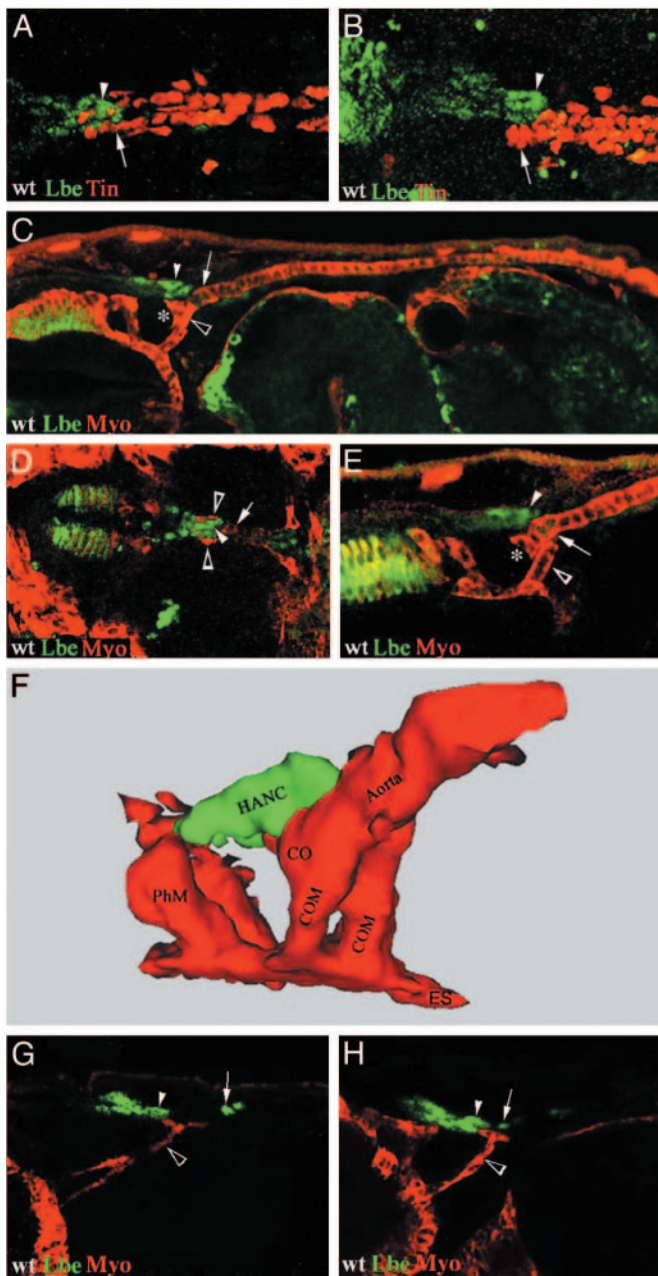 A
wt Lbe Tin
B
wt Lbe Tin
C
wt Lbe Myo
D
wt Lbe Myo
E
*
wt Lbe Myo
*
F
HANC
Aorta
CO
PhM
COM
COM
ES
G
wt Lbe Myo
H
wt Lbe Myo